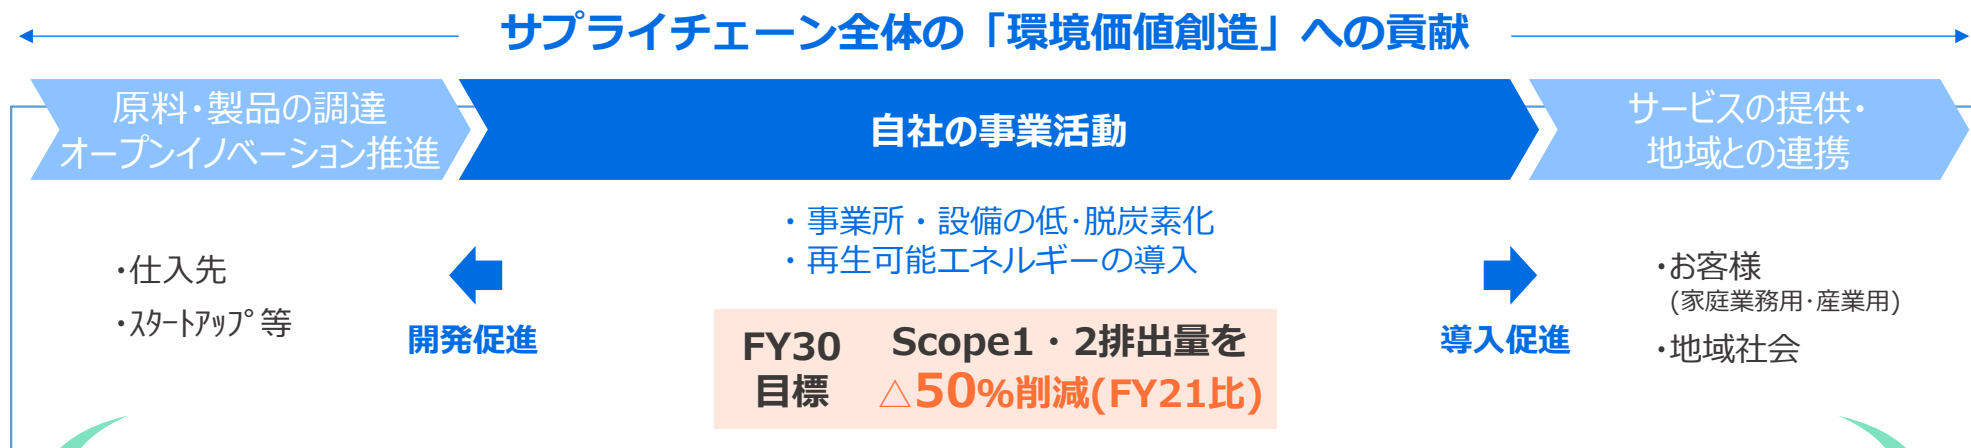 サプライチェーン全体の「環境価値創造」への貢献
原料・製品の調達
オープンイノベーション推進
自社の事業活動
サービスの提供・
地域との連携
・事業所・設備の低・脱炭素化
・再生可能エネルギーの導入
・仕入先
・ｽﾀｰﾄｱｯﾌﾟ等
開発促進
FY30
目標
Scope1・2排出量を
△50%削減(FY21比)
導入促進
・お客様
(家庭業務用・産業用)
・地域社会